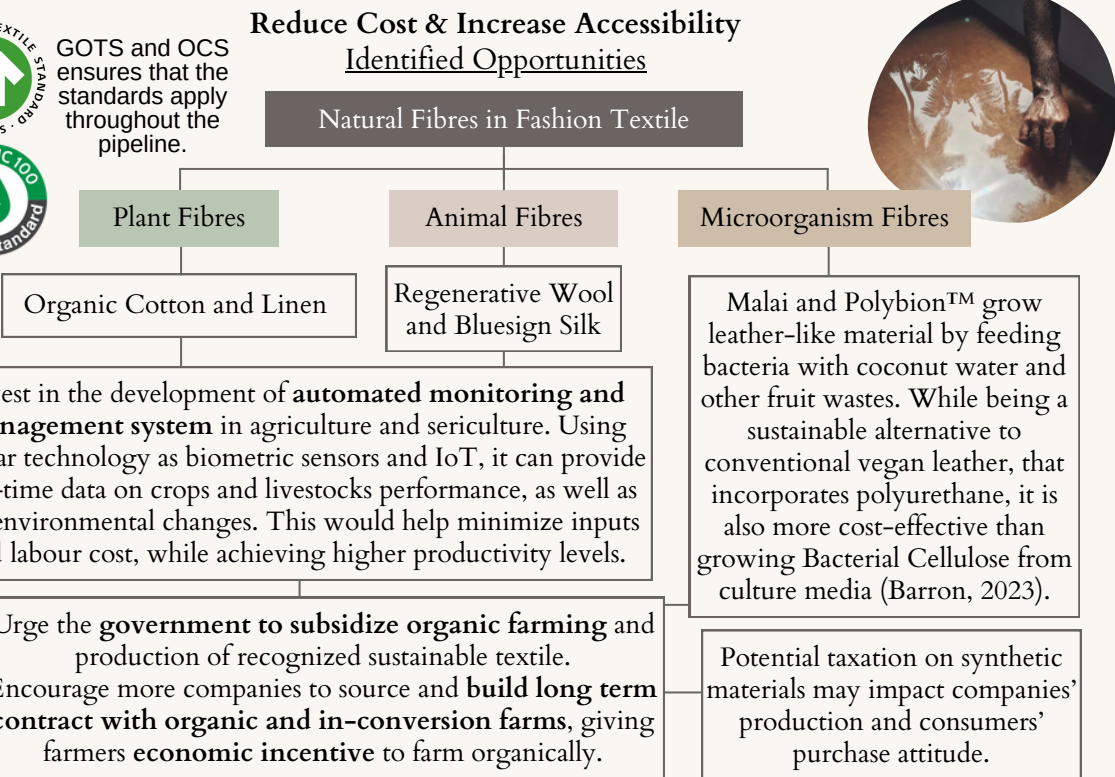 Reduce Cost & Increase Accessibility
Identified Opportunities
GOTS and OCS
ensures that the
standards apply
throughout the
pipeline.
STANDARD
100
standard
Natural Fibres in Fashion Textile
Plant Fibres
Animal Fibres
Microorganism Fibres
Organic Cotton and Linen
Regenerative Wool
and Bluesign Silk
Malai and Polybion™ grow
leather-like material by feeding
bacteria with coconut water and
other fruit wastes. While being a
sustainable alternative to
conventional vegan leather, that
incorporates polyurethane, it is
also more cost-effective than
growing Bacterial Cellulose from
culture media (Barron, 2023).
est in the development of automated monitoring and
nagement system in agriculture and sericulture. Using
ar technology as biometric sensors and IoT, it can provide
-time data on crops and livestocks performance, as well as
environmental changes. This would help minimize inputs
labour cost, while achieving higher productivity levels.
Urge the government to subsidize organic farming and
production of recognized sustainable textile.
Encourage more companies to source and build long term
contract with organic and in-conversion farms, giving
farmers economic incentive to farm organically.
Potential taxation on synthetic
materials may impact companies’
production and consumers’
purchase attitude.